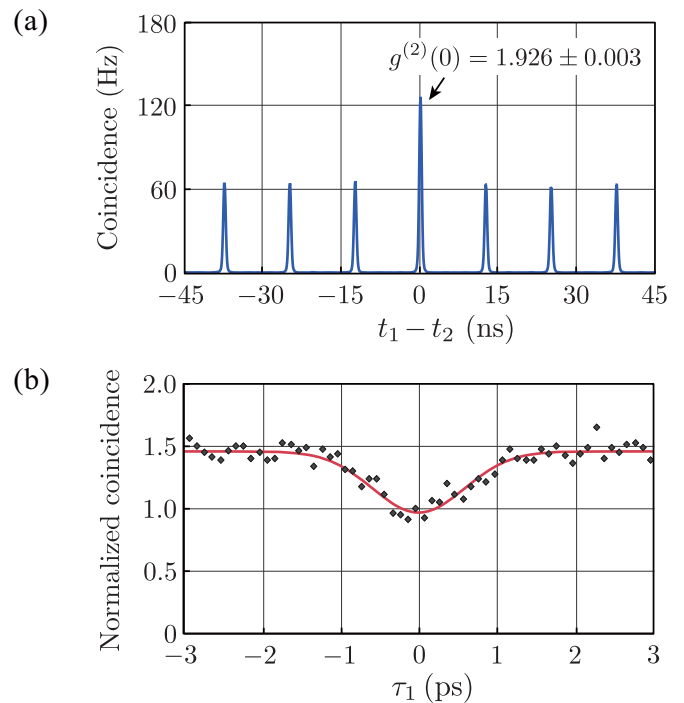 (a)
180
120
60
0
Coincidence (Hz)
g⁽²⁾(0) = 1.926 ± 0.003
−45 −30 −15 0 15 30 45
t₁ − t₂ (ns)
(b)
2.0
1.5
1.0
0.5
0
Normalized coincidence
−3 −2 −1 0 1 2 3
τ₁ (ps)